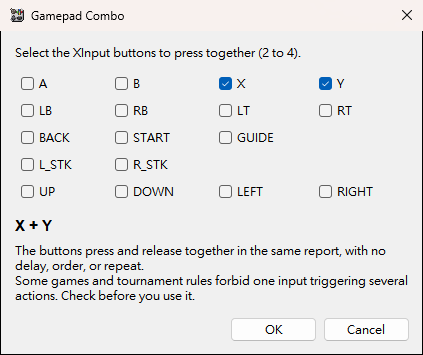 Gamepad Combo
Select the XInput buttons to press together (2 to 4).
A B X Y
LB RB LT RT
BACK START GUIDE
L_STK R_STK
UP DOWN LEFT RIGHT
X + Y
The buttons press and release together in the same report, with no
delay, order, or repeat.
Some games and tournament rules forbid one input triggering several
actions. Check before you use it.
OK Cancel